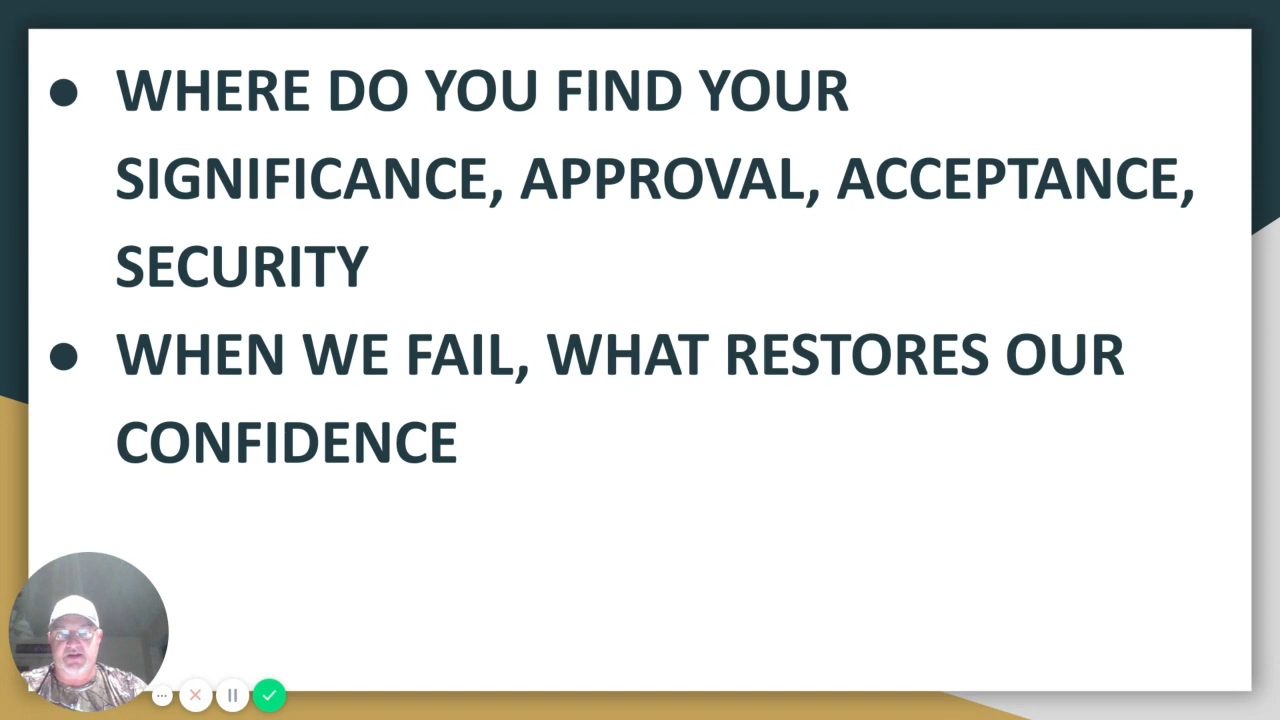 ● WHERE DO YOU FIND YOUR
SIGNIFICANCE, APPROVAL, ACCEPTANCE,
SECURITY
● WHEN WE FAIL, WHAT RESTORES OUR
CONFIDENCE